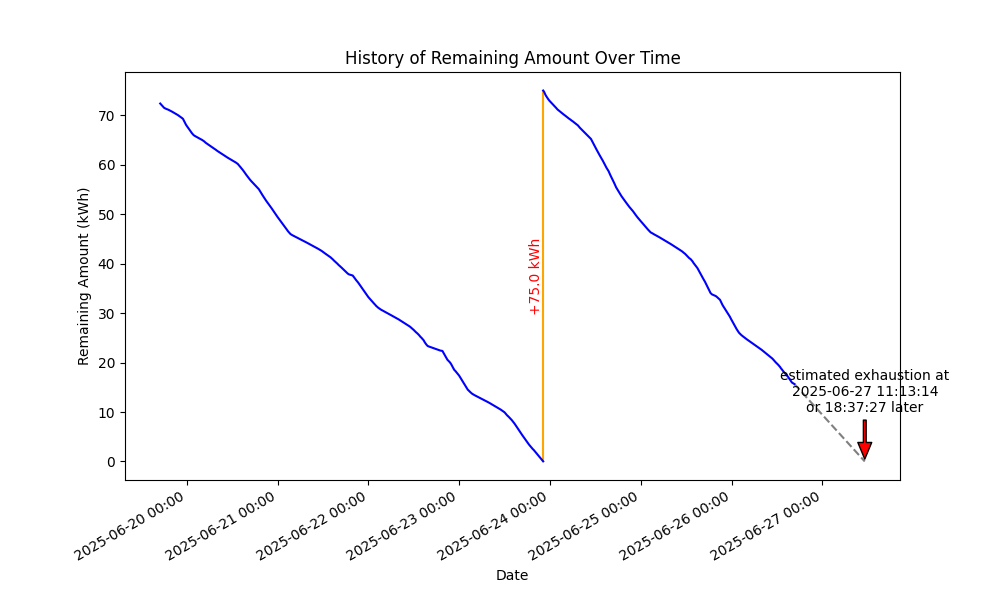 History of Remaining Amount Over Time
Remaining Amount (kWh)
70
60
50
40
30
20
10
0
+75.0 kWh
estimated exhaustion at
2025-06-27 11:13:14
or 18:37:27 later
2025-06-20 00:00
2025-06-21 00:00
2025-06-22 00:00
2025-06-23 00:00
2025-06-24 00:00
2025-06-25 00:00
2025-06-26 00:00
2025-06-27 00:00
Date